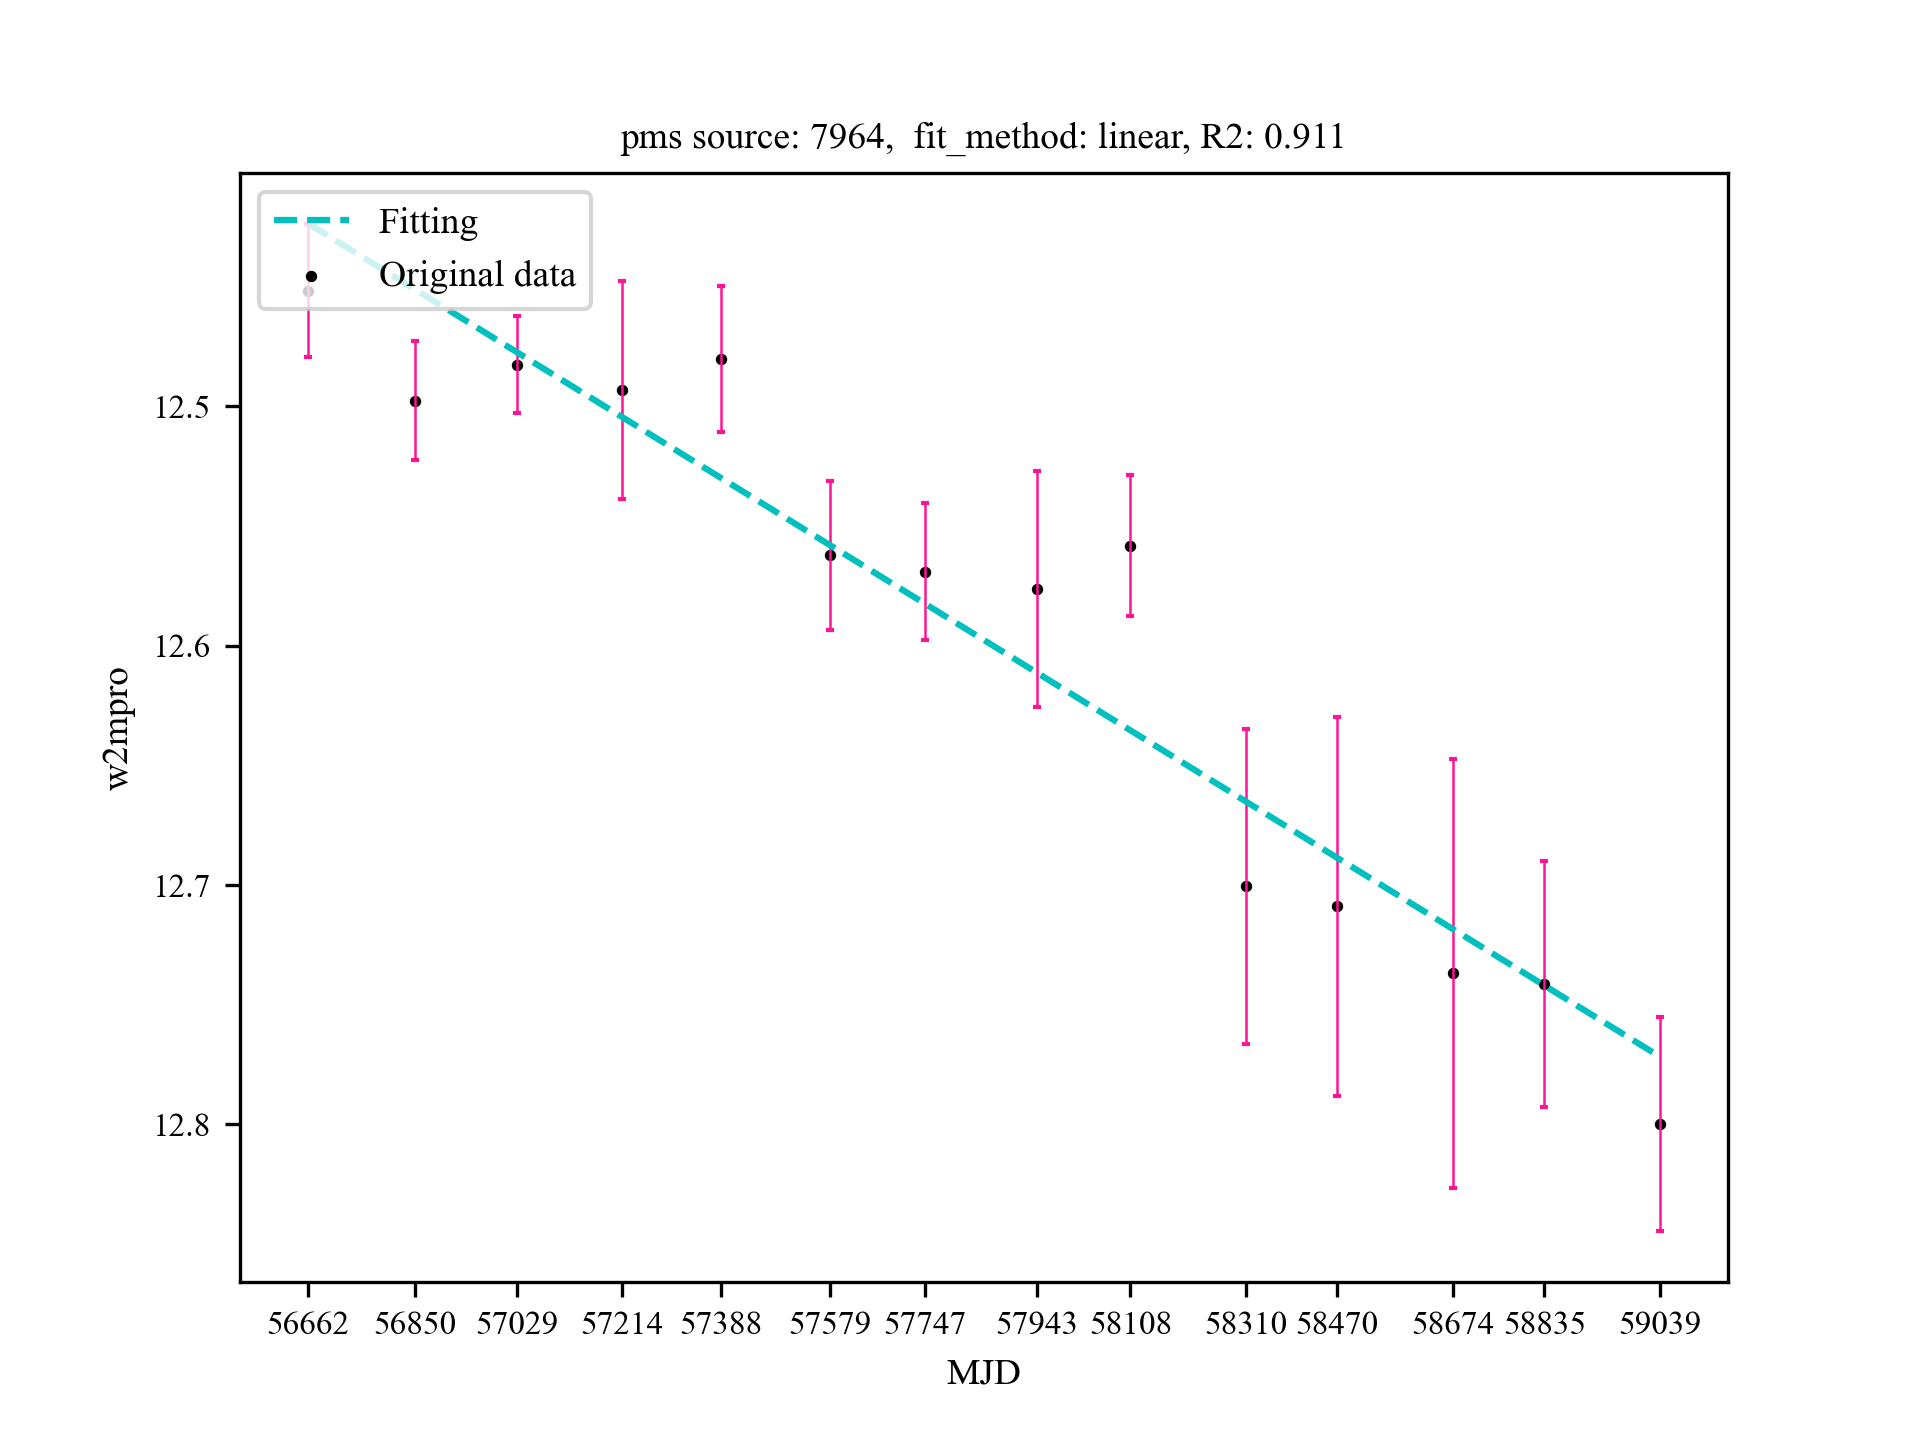 pms source: 7964,  fit_method: linear, R2: 0.911
Fitting
Original data
12.5
12.6
12.7
12.8
w2mpro
56662 56850 57029 57214 57388 57579 57747 57943 58108 58310 58470 58674 58835 59039
MJD